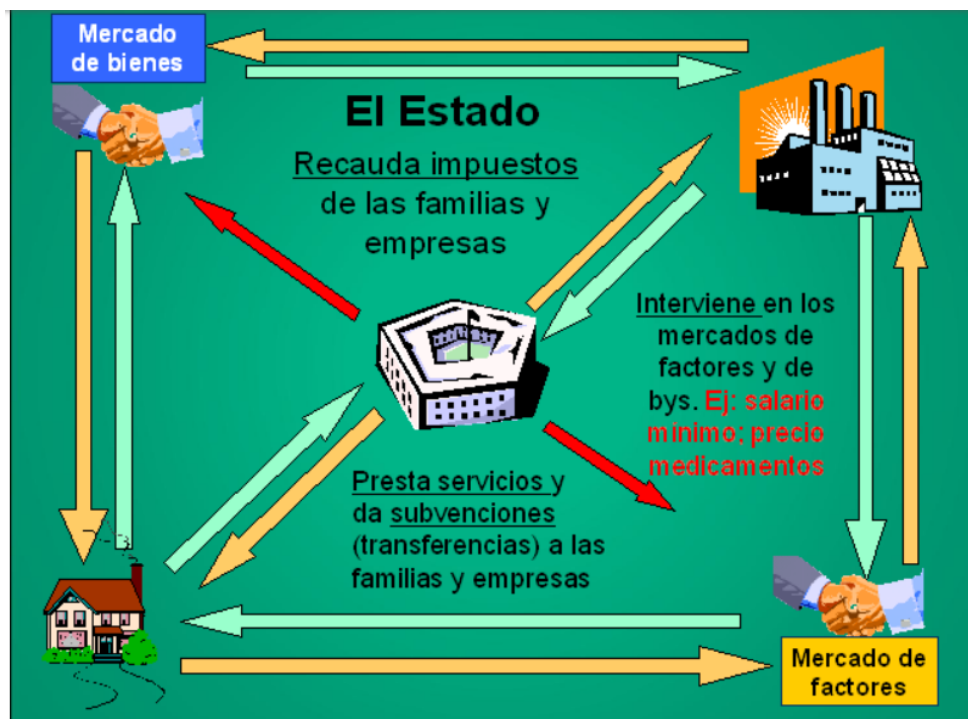 Mercado
de bienes
El Estado
Recauda impuestos
de las familias y
empresas
Interviene en los
mercados de
factores y de
bys. Ej: salario
mínimo; precio
medicamentos
Presta servicios y
da subvenciones
(transferencias) a las
familias y empresas
Mercado de
factores